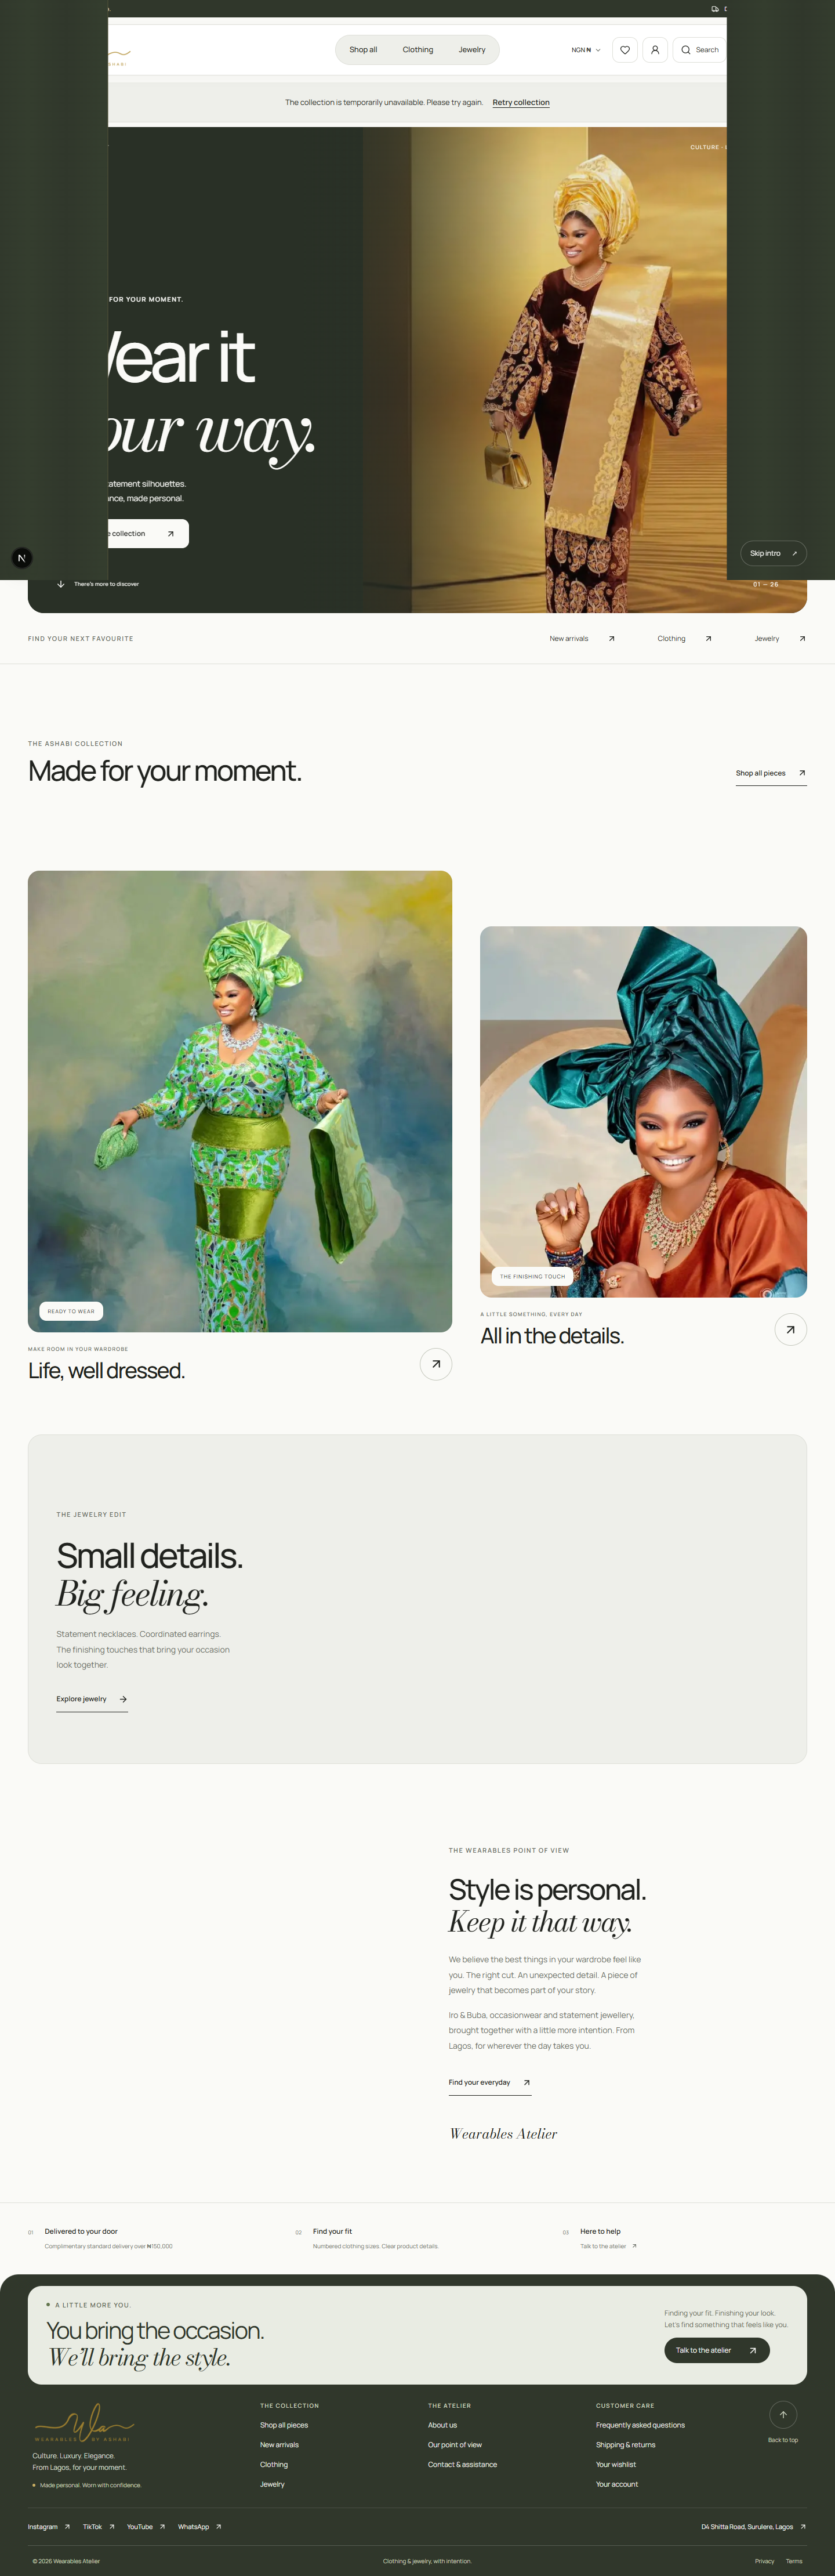 Shop all
Clothing
Jewelry
NGN ₦
Search
The collection is temporarily unavailable. Please try again.
Retry collection
CULTURE
FOR YOUR MOMENT.
Wear it
our way.
atement silhouettes.
nce, made personal.
collection
Skip intro
N
There's more to discover
01 — 26
FIND YOUR NEXT FAVOURITE
New arrivals
Clothing
Jewelry
THE ASHABI COLLECTION
Made for your moment.
Shop all pieces
READY TO WEAR
THE FINISHING TOUCH
MAKE ROOM IN YOUR WARDROBE
Life, well dressed.
A LITTLE SOMETHING, EVERY DAY
All in the details.
THE JEWELRY EDIT
Small details.
Big feeling.
Statement necklaces. Coordinated earrings.
The finishing touches that bring your occasion
look together.
Explore jewelry
THE WEARABLES POINT OF VIEW
Style is personal.
Keep it that way.
We believe the best things in your wardrobe feel like
you. The right cut. An unexpected detail. A piece of
jewelry that becomes part of your story.
Iro & Buba, occasionwear and statement jewellery,
brought together with a little more intention. From
Lagos, for wherever the day takes you.
Find your everyday
Wearables Atelier
01 Delivered to your door
Complimentary standard delivery over ₦150,000
02 Find your fit
Numbered clothing sizes. Clear product details.
03 Here to help
Talk to the atelier
A LITTLE MORE YOU.
You bring the occasion.
We'll bring the style.
Finding your fit. Finishing your look.
Let's find something that feels like you.
Talk to the atelier
Wa
WEARABLES BY ASHABI
Culture. Luxury. Elegance.
From Lagos, for your moment.
Made personal. Worn with confidence.
THE COLLECTION
Shop all pieces
New arrivals
Clothing
Jewelry
THE ATELIER
About us
Our point of view
Contact & assistance
CUSTOMER CARE
Frequently asked questions
Shipping & returns
Your wishlist
Your account
Back to top
Instagram
TikTok
YouTube
WhatsApp
D4 Shitta Road, Surulere, Lagos
© 2026 Wearables Atelier
Clothing & jewelry, with intention.
Privacy
Terms